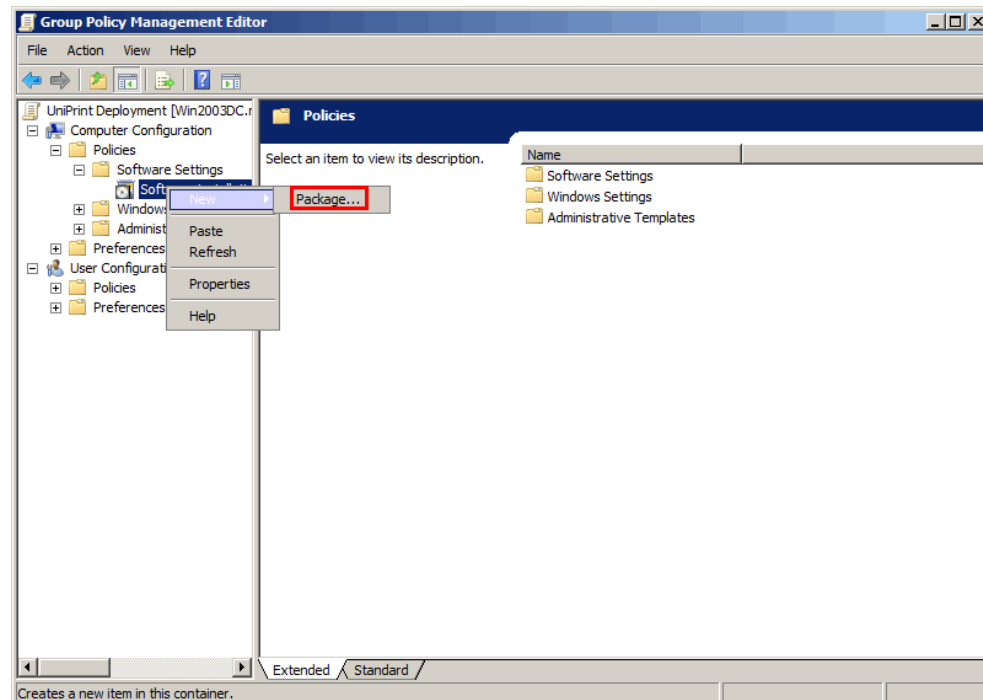 Group Policy Management Editor
File Action View Help
UniPrint Deployment [Win2003DC.r
Computer Configuration
Policies
Software Settings
Soft
Window
Administ
Preferences
User Configurati
Policies
Preferences
New
Package...
Paste
Refresh
Properties
Help
Policies
Select an item to view its description.
Name
Software Settings
Windows Settings
Administrative Templates
Extended Standard
Creates a new item in this container.